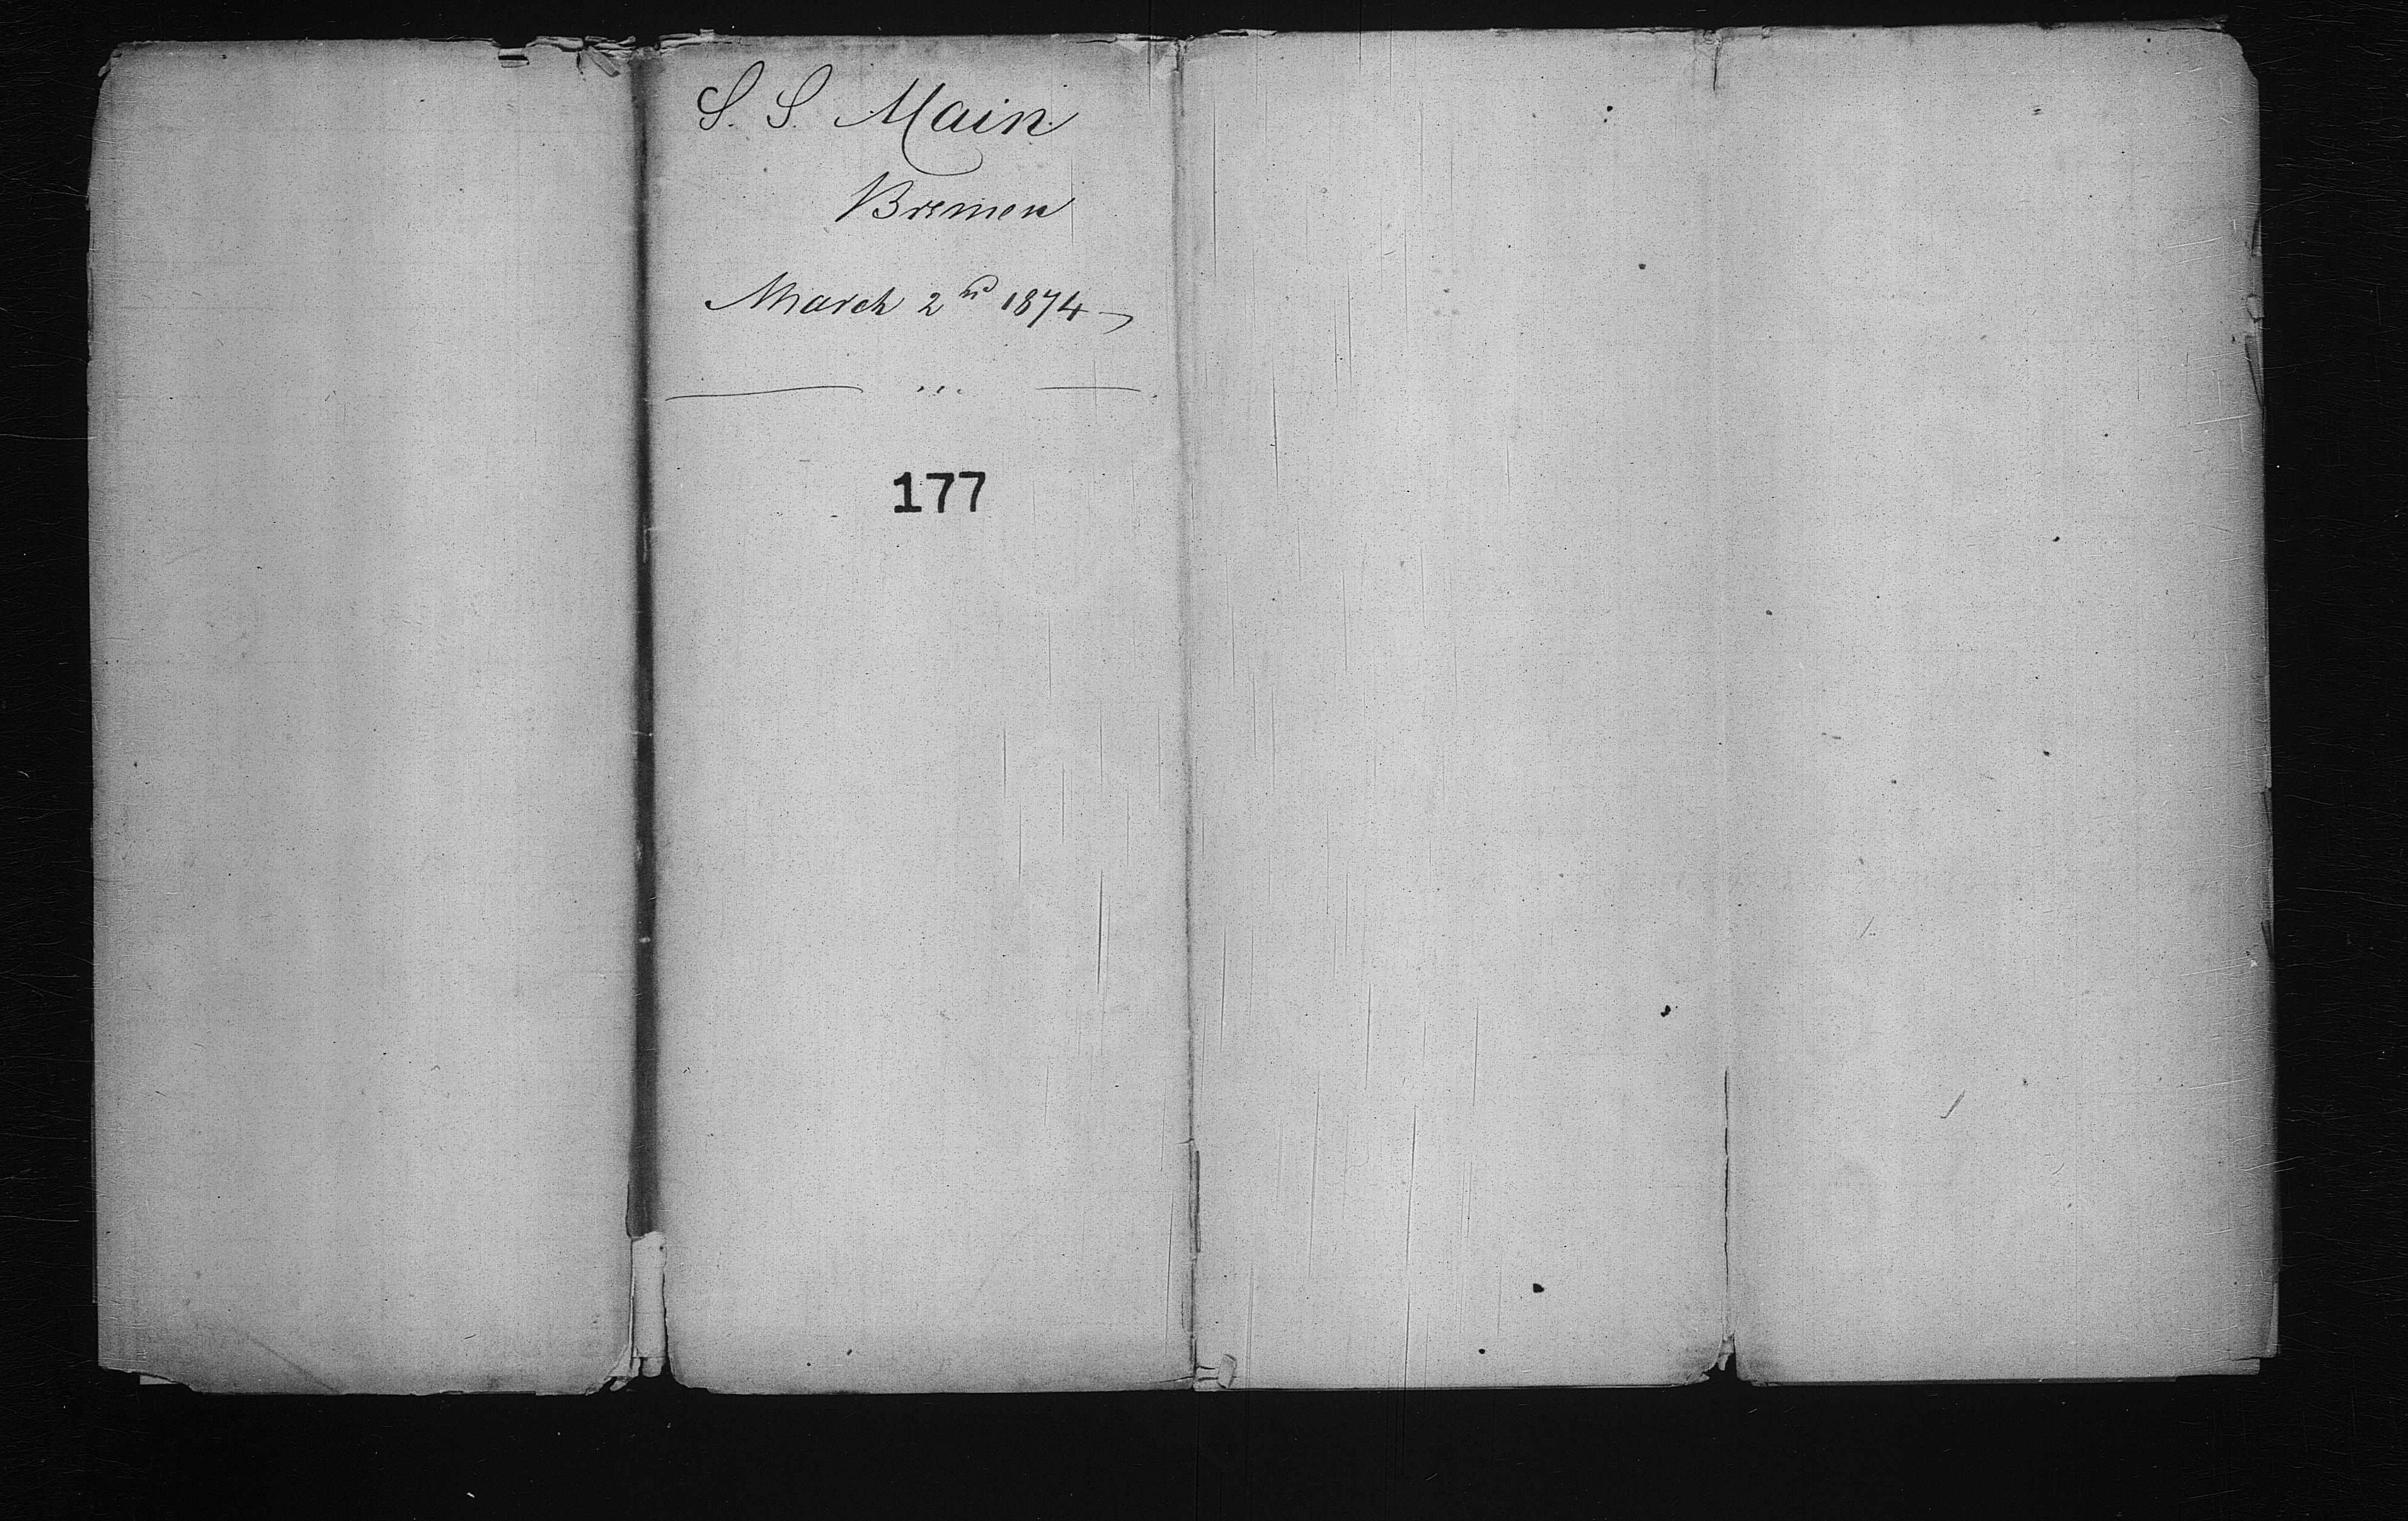 S. S. Main
Bremen
March 2nd 1874
177